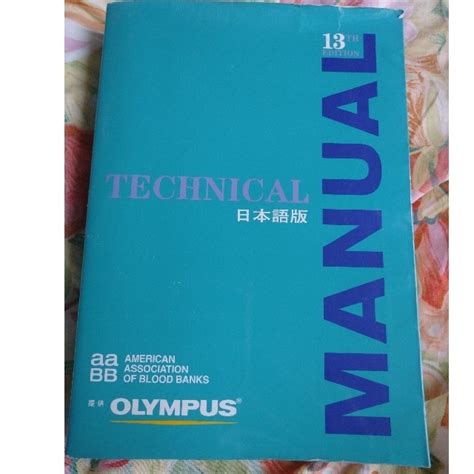 13TH
EDITION
TECHNICAL
日本語版
MANUAL
aa
BB
AMERICAN
ASSOCIATION
OF BLOOD BANKS
提供 OLYMPUS®